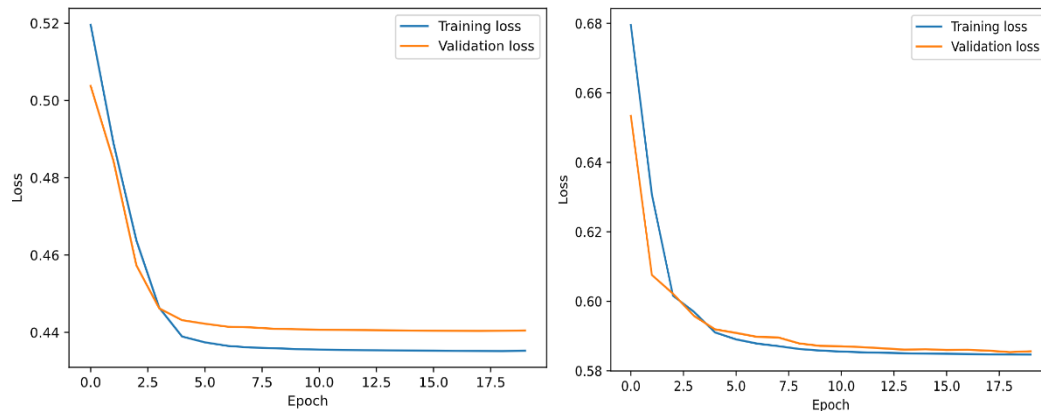 0.52
0.50
0.48
0.46
0.44
Loss
0.0 2.5 5.0 7.5 10.0 12.5 15.0 17.5
Epoch
Training loss
Validation loss
0.68
0.66
0.64
0.62
0.60
0.58
Loss
0.0 2.5 5.0 7.5 10.0 12.5 15.0 17.5
Epoch
Training loss
Validation loss